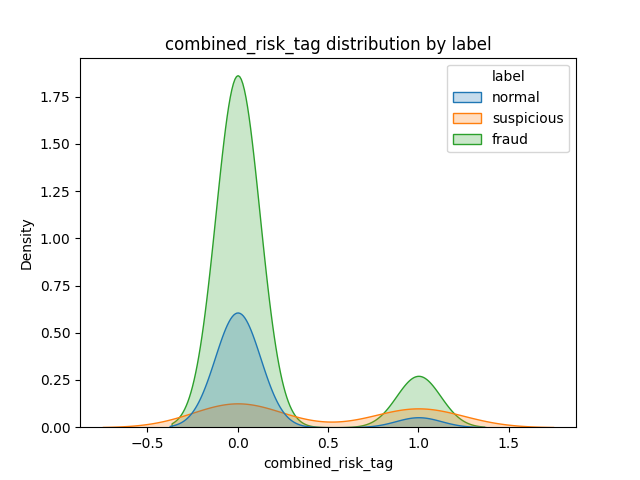 combined_risk_tag distribution by label
label
normal
suspicious
fraud
Density
1.75
1.50
1.25
1.00
0.75
0.50
0.25
0.00
−0.5
0.0
0.5
1.0
1.5
combined_risk_tag